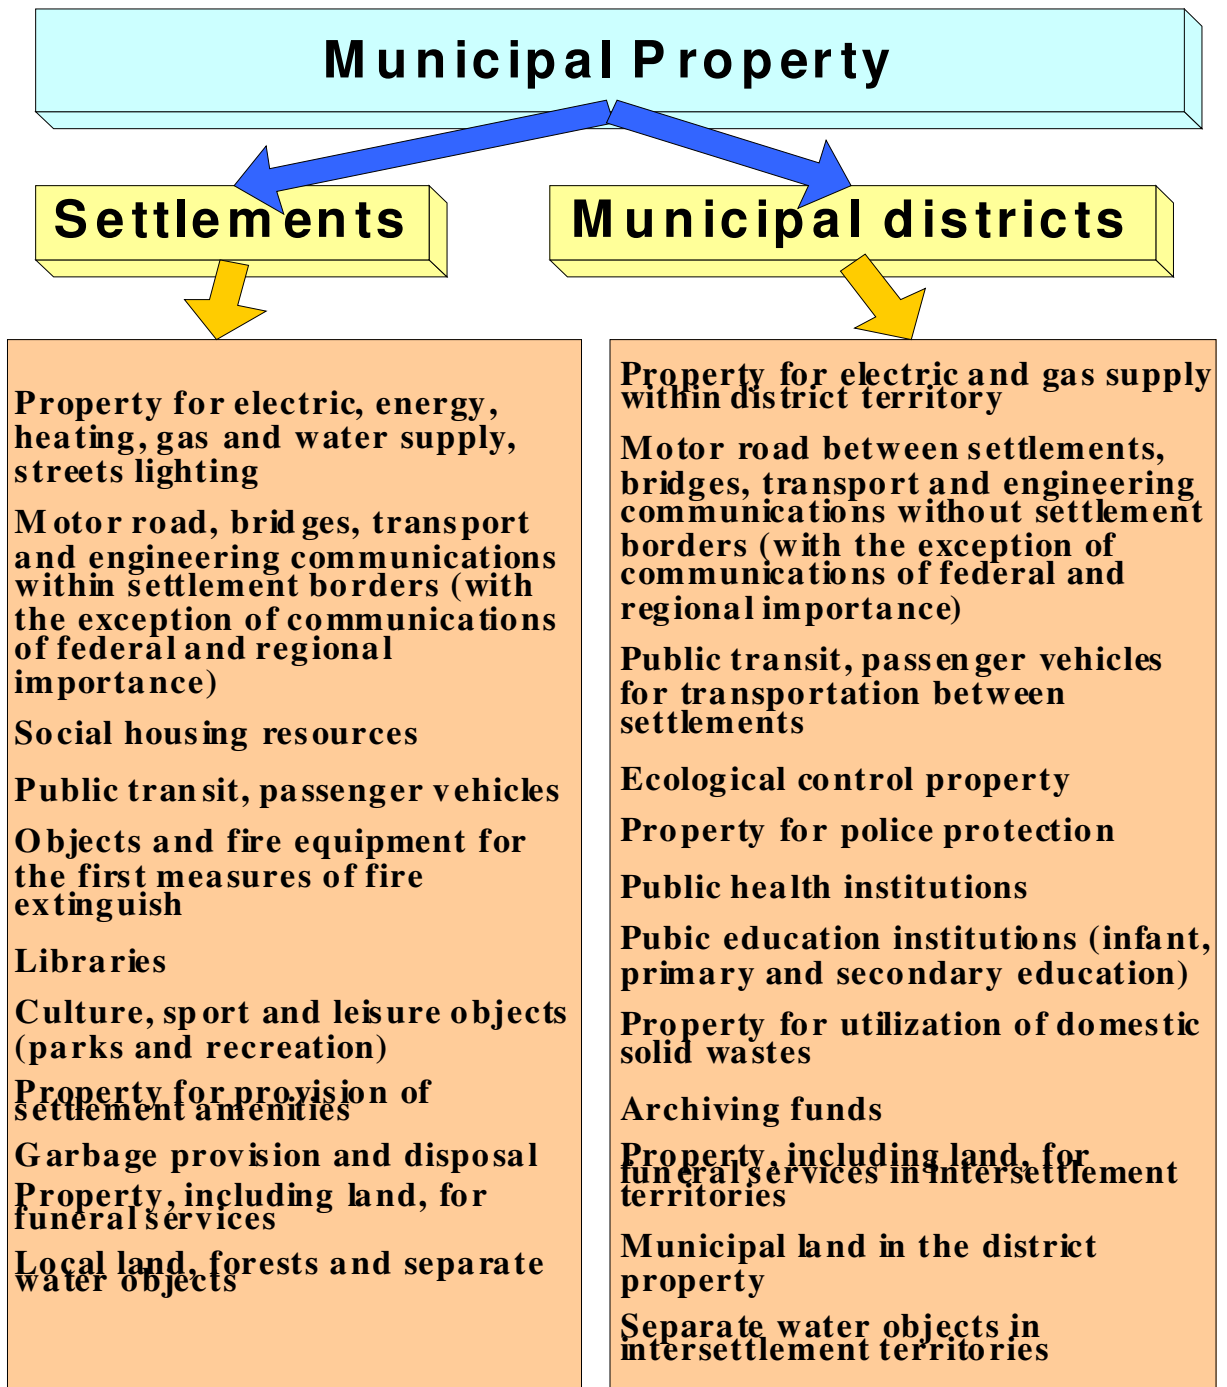 Municipal Property
Settlements
Municipal districts
Property for electric, energy,
heating, gas and water supply,
streets lighting
Motor road, bridges, transport
and engineering communications
within settlement borders (with
the exception of communications
of federal and regional
importance)
Social housing resources
Public transit, passenger vehicles
Objects and fire equipment for
the first measures of fire
extinguish
Libraries
Culture, sport and leisure objects
(parks and recreation)
Property for provision of
settlement amenities
Garbage provision and disposal
Property, including land, for
funeral services
Local land, forests and separate
water objects
Property for electric and gas supply
within district territory
Motor road between settlements,
bridges, transport and engineering
communications without settlement
borders (with the exception of
communications of federal and
regional importance)
Public transit, passenger vehicles
for transportation between
settlements
Ecological control property
Property for police protection
Public health institutions
Pubic education institutions (infant,
primary and secondary education)
Property for utilization of domestic
solid wastes
Archiving funds
Property, including land, for
funeral services in intersettlement
territories
Municipal land in the district
property
Separate water objects in
intersettlement territories